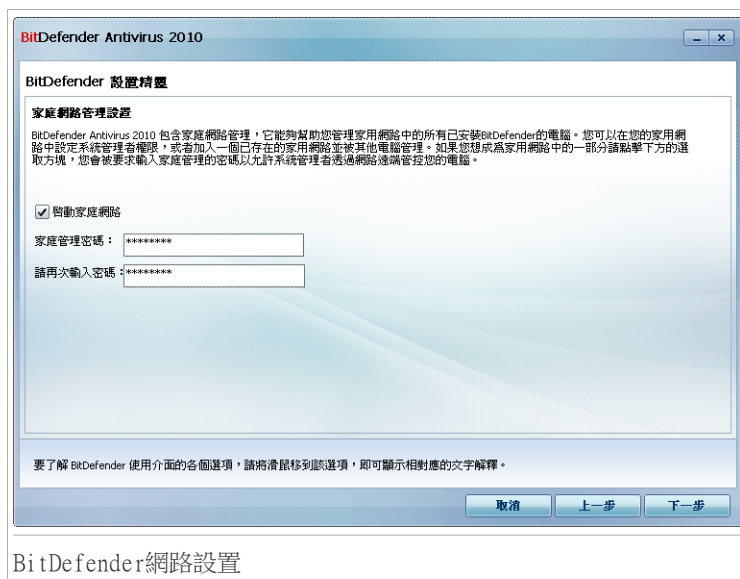 BitDefender Antivirus 2010
BitDefender 設置精靈
家庭網路管理設置
BitDefender Antivirus 2010 包含家庭網路管理，它能夠幫助您管理家用網路中的所有已安裝BitDefender的電腦。您可以在您的家用網
路中設定系統管理者權限，或者加入一個已存在的家用網路並被其他電腦管理。如果您想成為家用網路中的一部分請點擊下方的選
取方塊，您會被要求輸入家庭管理的密碼以允許系統管理者透過網路遠端管控您的電腦。
啓動家庭網路
家庭管理密碼： ********
請再次輸入密碼：********
要了解 BitDefender 使用介面的各個選項，請將滑鼠移到該選項，即可顯示相對應的文字解釋。
取消 上一步 下一步
BitDefender網路設置